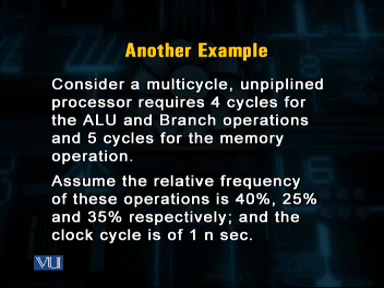 Another Example
Consider a multicycle, unpiplined
processor requires 4 cycles for
the ALU and Branch operations
and 5 cycles for the memory
operation.
Assume the relative frequency
of these operations is 40%, 25%
and 35% respectively; and the
clock cycle is of 1 n sec.
VU